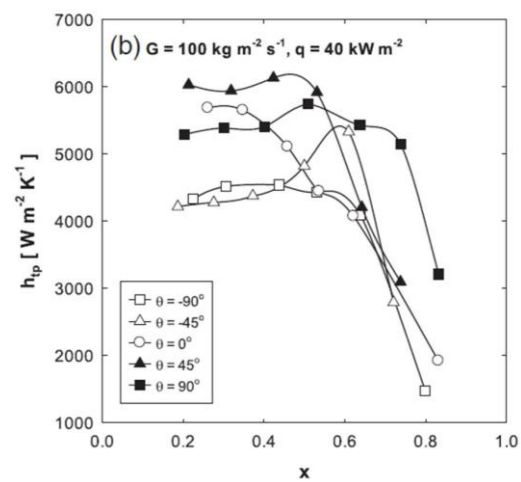 7000
(b) G = 100 kg m⁻² s⁻¹, q = 40 kW m⁻²
6000
5000
4000
3000
2000
1000
h_tp [ W m⁻² K⁻¹ ]
θ = -90°
θ = -45°
θ = 0°
θ = 45°
θ = 90°
0.0 0.2 0.4 0.6 0.8 1.0
x